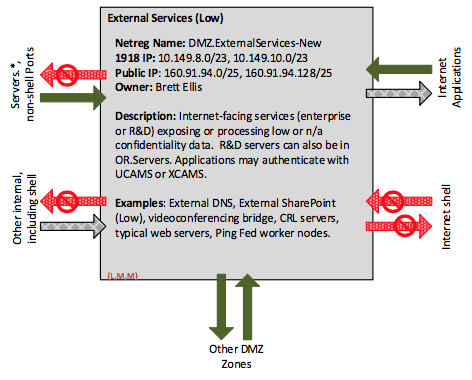 External Services (Low)
Netreg Name: DMZ.ExternalServices-New
1918 IP: 10.149.8.0/23, 10.149.10.0/23
Public IP: 160.91.94.0/25, 160.91.94.128/25
Owner: Brett Ellis
Description: Internet-facing services (enterprise
or R&D) exposing or processing low or n/a
confidentiality data.  R&D servers can also be in
OR.Servers. Applications may authenticate with
UCAMS or XCAMS.
Examples: External DNS, External SharePoint
(Low), videoconferencing bridge, CRL servers,
typical web servers, Ping Fed worker nodes.
{L.M.M}
Servers.*,
non-shell Ports
Other internal,
including shell
Internet
Applications
Internet shell
Other DMZ
Zones